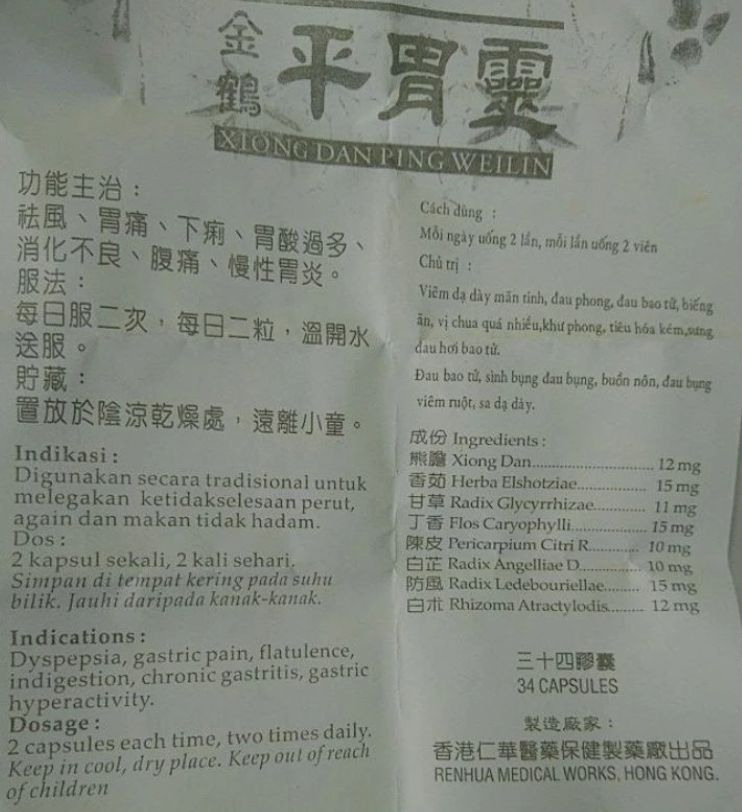 金鶴
平胃靈
XIONG DAN PING WEILIN
功能主治：
祛風、胃痛、下痢、胃酸過多、
消化不良、腹痛、慢性胃炎。
服法：
每日服二次，每日二粒，溫開水
送服。
貯藏：
置放於陰涼乾燥處，遠離小童。
Indikasi :
Digunakan secara tradisional untuk
melegakan ketidakselesaan perut,
again dan makan tidak hadam.
Dos :
2 kapsul sekali, 2 kali sehari.
Simpan di tempat kering pada suhu
bilik. Jauhi daripada kanak-kanak.
Indications :
Dyspepsia, gastric pain, flatulence,
indigestion, chronic gastritis, gastric
hyperactivity.
Dosage :
2 capsules each time, two times daily.
Keep in cool, dry place. Keep out of reach
of children
Cách dùng :
Mỗi ngày uống 2 lần, mỗi lần uống 2 viên
Chủ trị :
Viêm dạ dày mãn tính, đau phong, đau bao tử, biếng
ăn, vị chua quá nhiều,khư phong, tiêu hóa kém,sưng
đau hơi bao tử.
Đau bao tử, sình bụng đau bụng, buồn nôn, đau bụng
viêm ruột, sa dạ dày.
成份 Ingredients :
熊膽 Xiong Dan.............................. 12 mg
香茹 Herba Elshotziae................. 15 mg
甘草 Radix Glycyrrhizae............. 11 mg
丁香 Flos Caryophylli................... 15 mg
陳皮 Pericarpium Citri R............ 10 mg
白芷 Radix Angelliae D............... 10 mg
防風 Radix Ledebouriellae......... 15 mg
白朮 Rhizoma Atractylodis......... 12 mg
三十四膠囊
34 CAPSULES
製造廠家：
香港仁華醫藥保健製藥廠出品
RENHUA MEDICAL WORKS, HONG KONG.